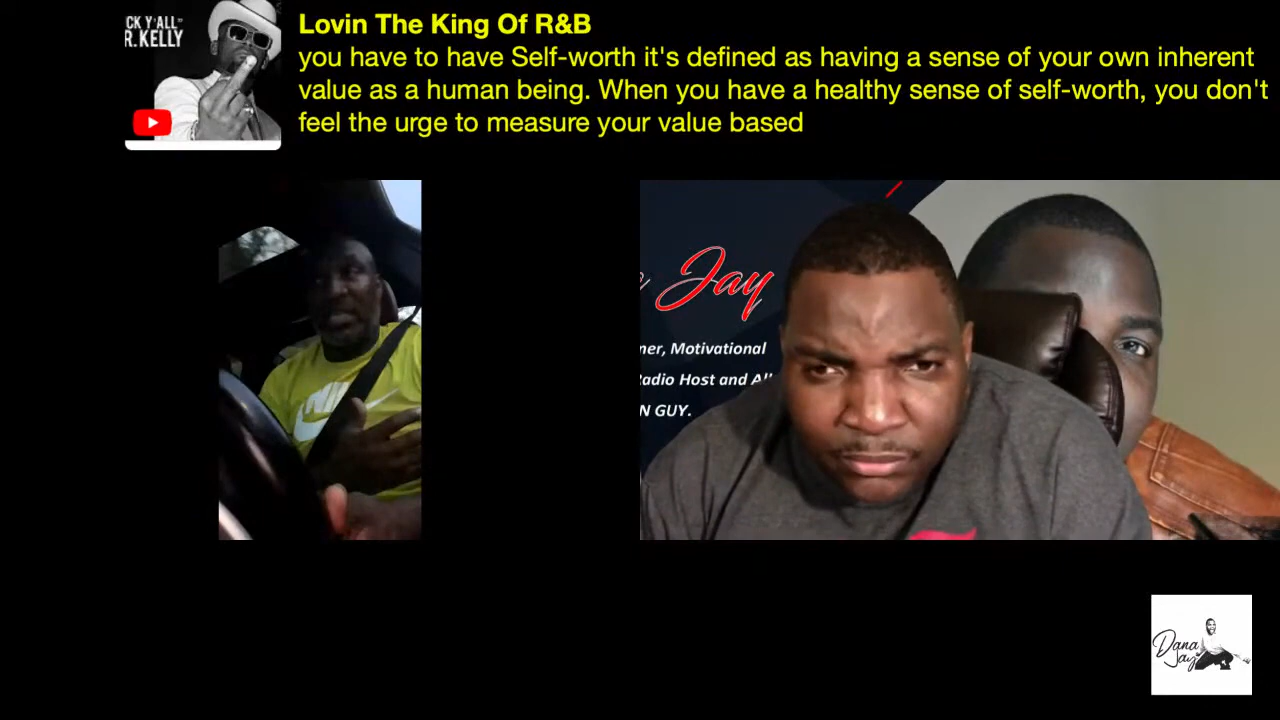 CK Y'ALL"
R.KELLY
Lovin The King Of R&B
you have to have Self-worth it's defined as having a sense of your own inherent
value as a human being. When you have a healthy sense of self-worth, you don't
feel the urge to measure your value based
Jay
ner, Motivational
Radio Host and All
N GUY.
Dana
Jay